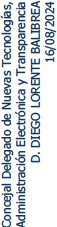 Concejal Delegado de Nuevas Tecnologías,
Administración Electrónica y Transparencia
D. DIEGO LORENTE BALIBREA
16/08/2024